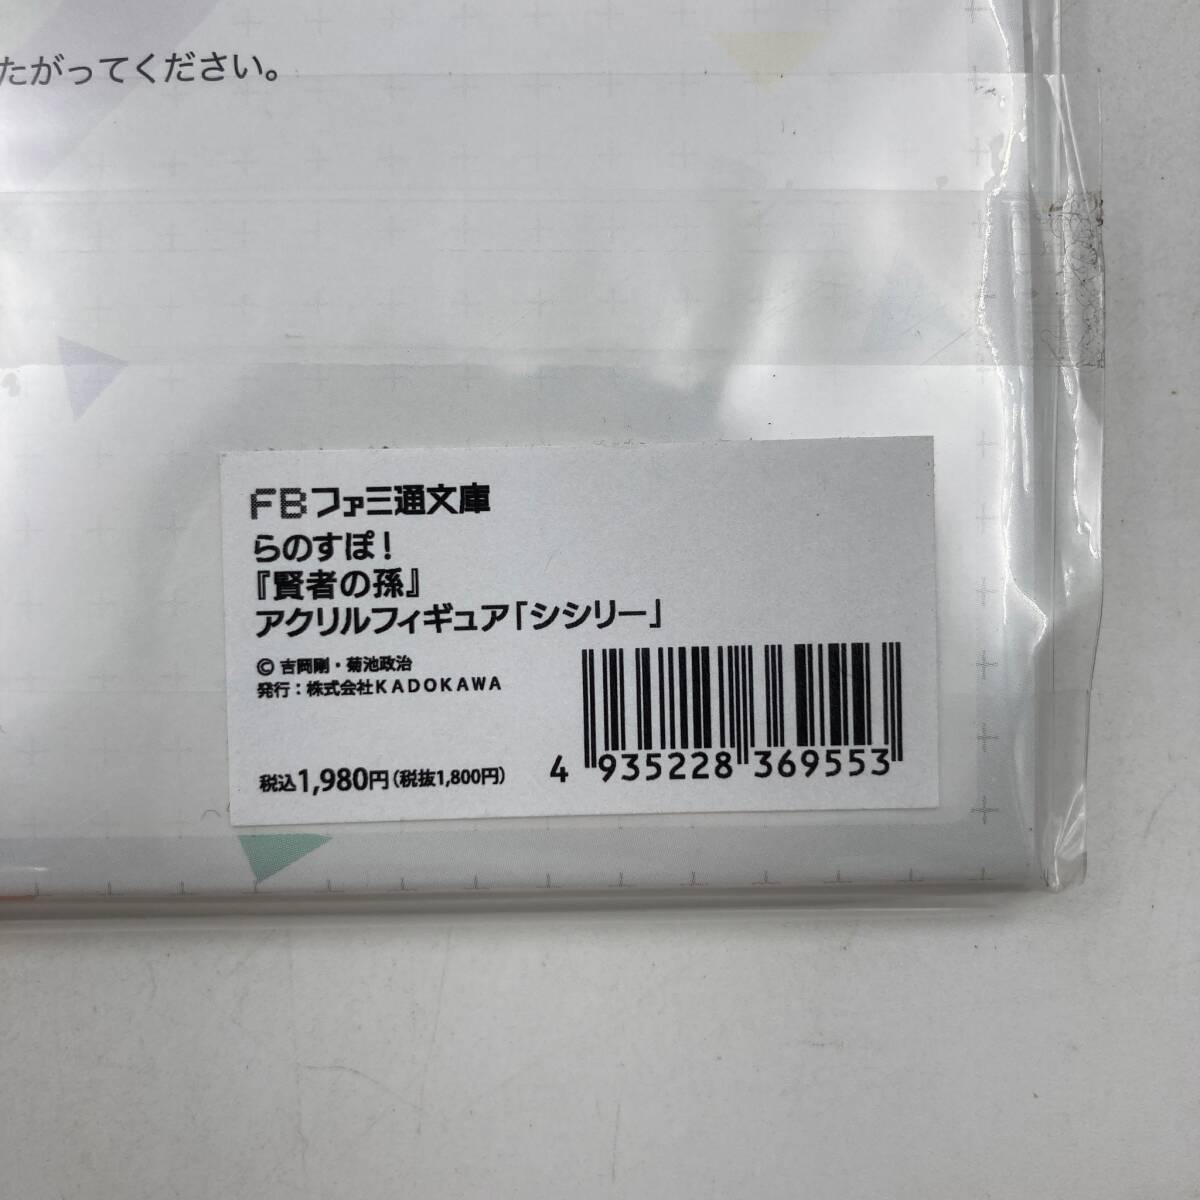 たがってください。
FBファミ通文庫
らのすぽ！
『賢者の孫』
アクリルフィギュア「シシリー」
© 吉岡剛・菊池政治
発行：株式会社KADOKAWA
税込1,980円（税抜1,800円）
4 935228 369553